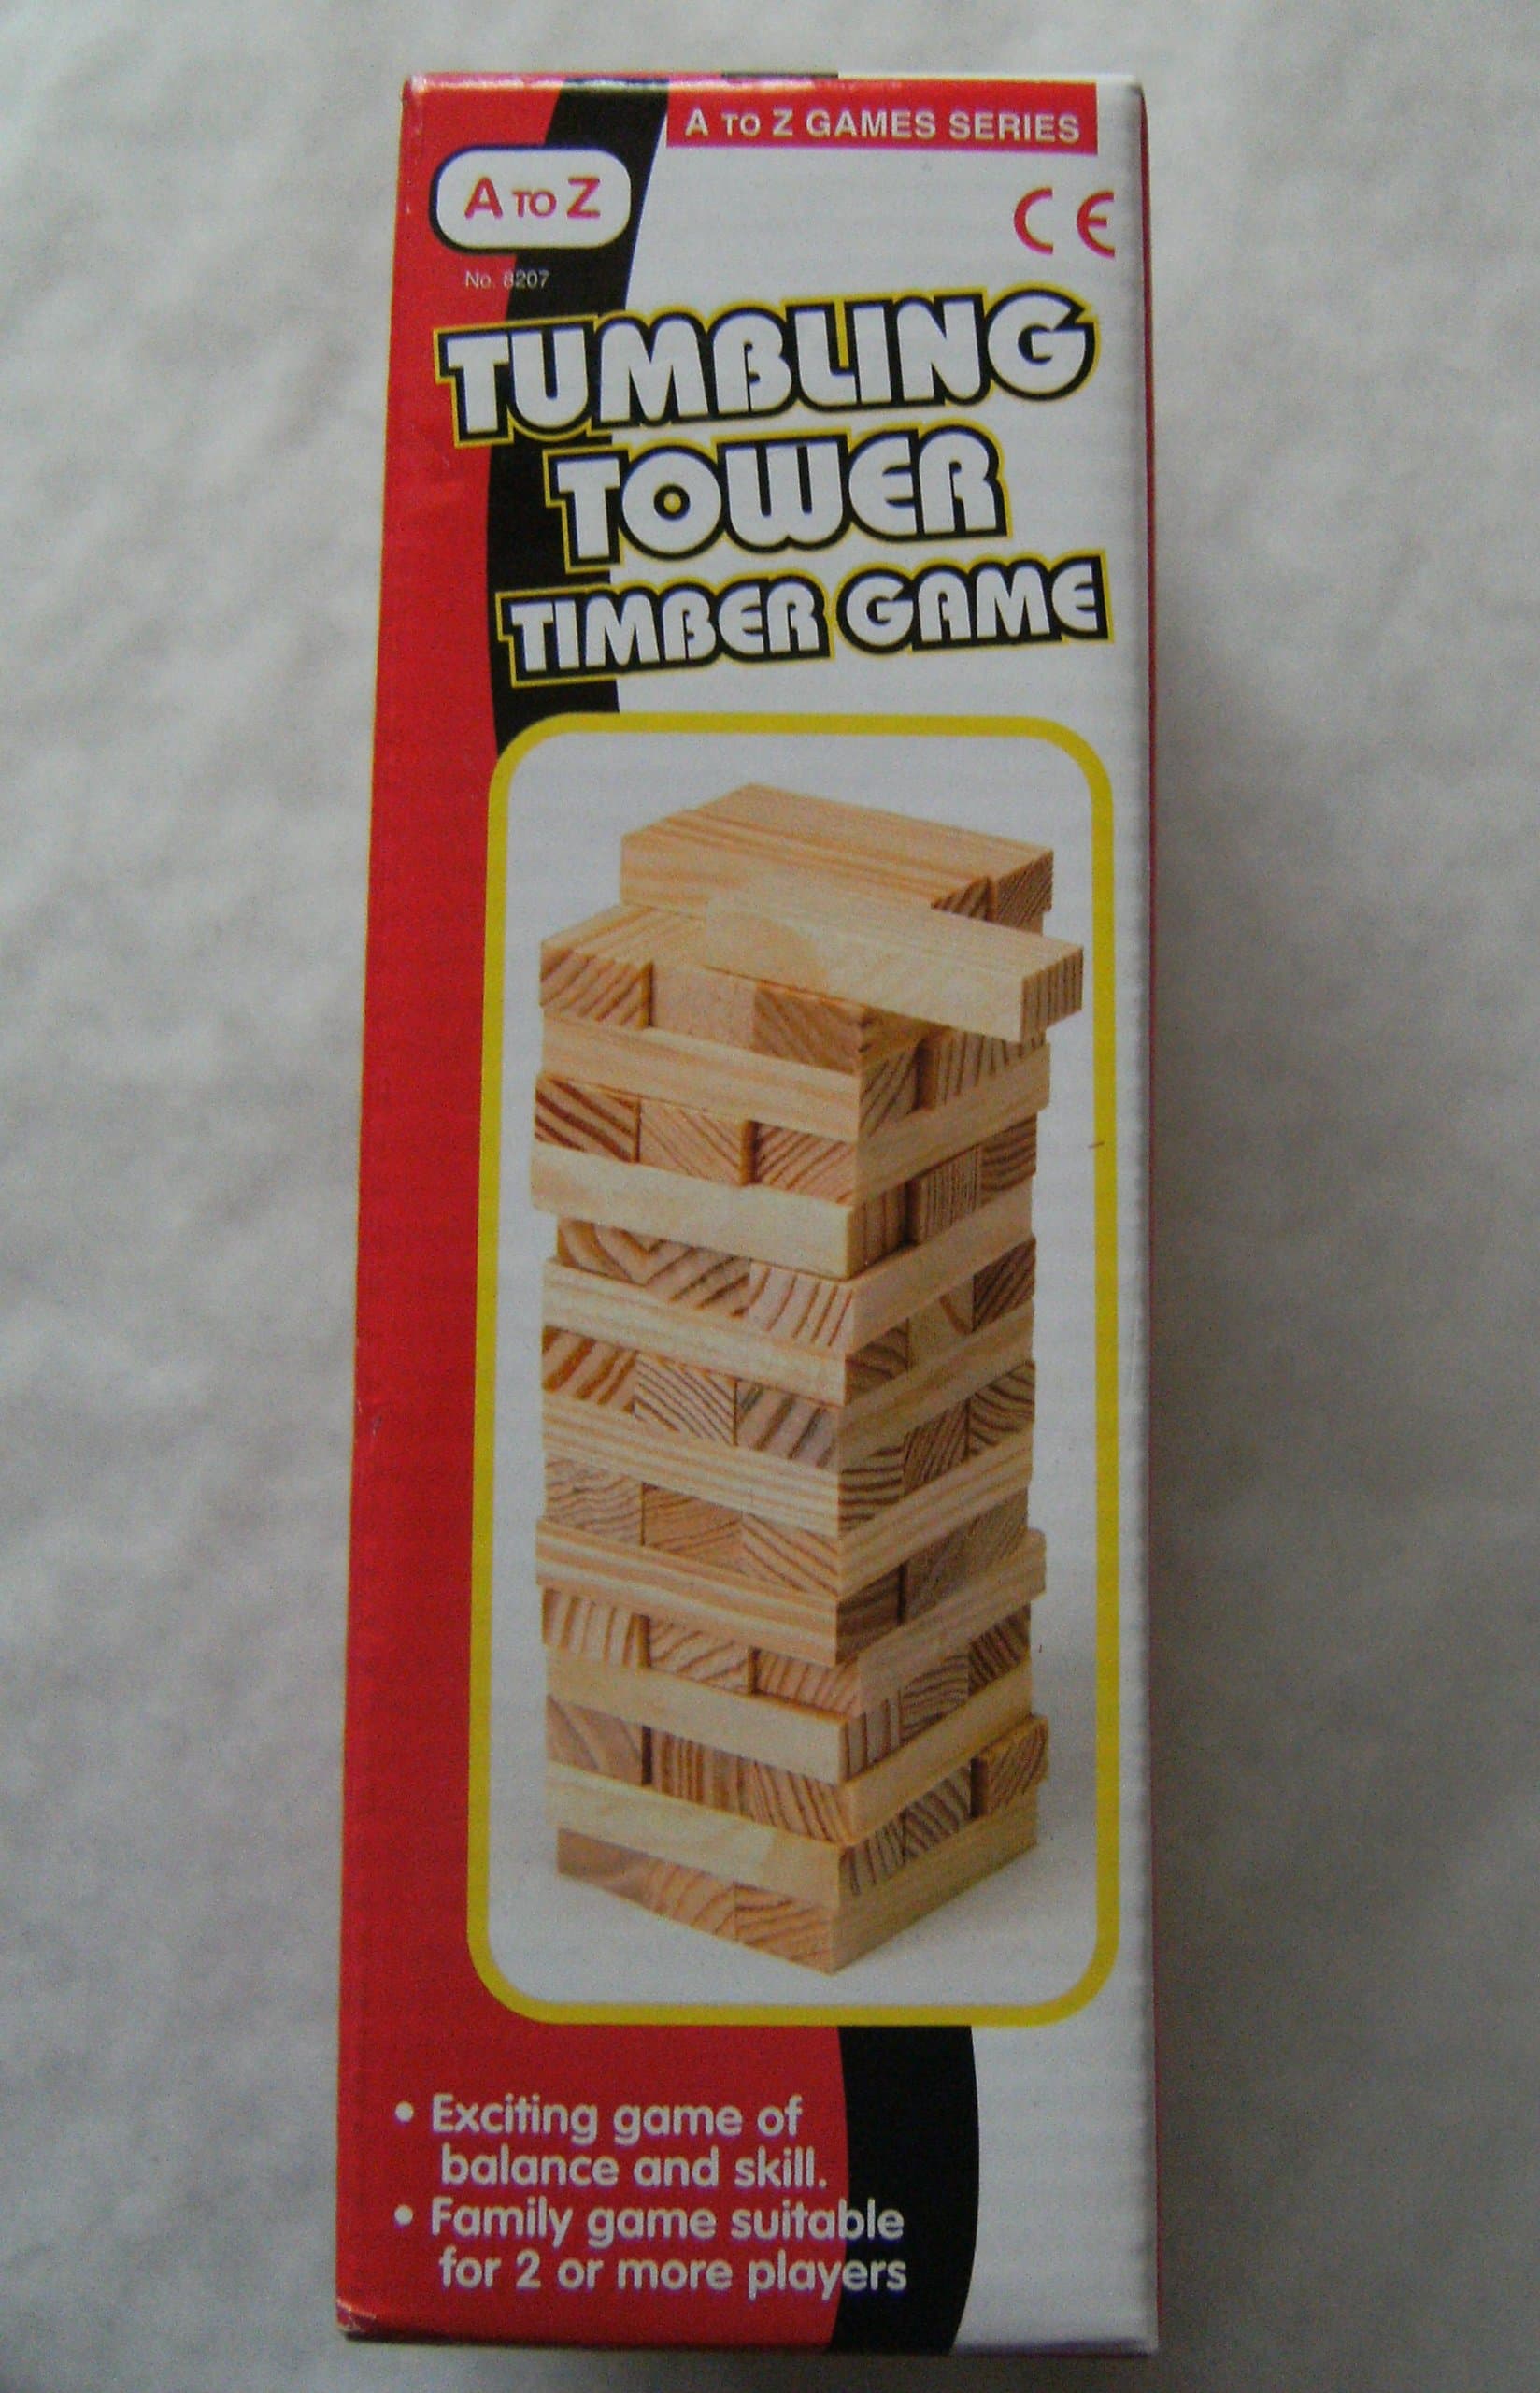 A TO Z GAMES SERIES
A TO Z
CE
No. 8207
TUMBLING
TOWER
TIMBER GAME
• Exciting game of
balance and skill.
• Family game suitable
for 2 or more players